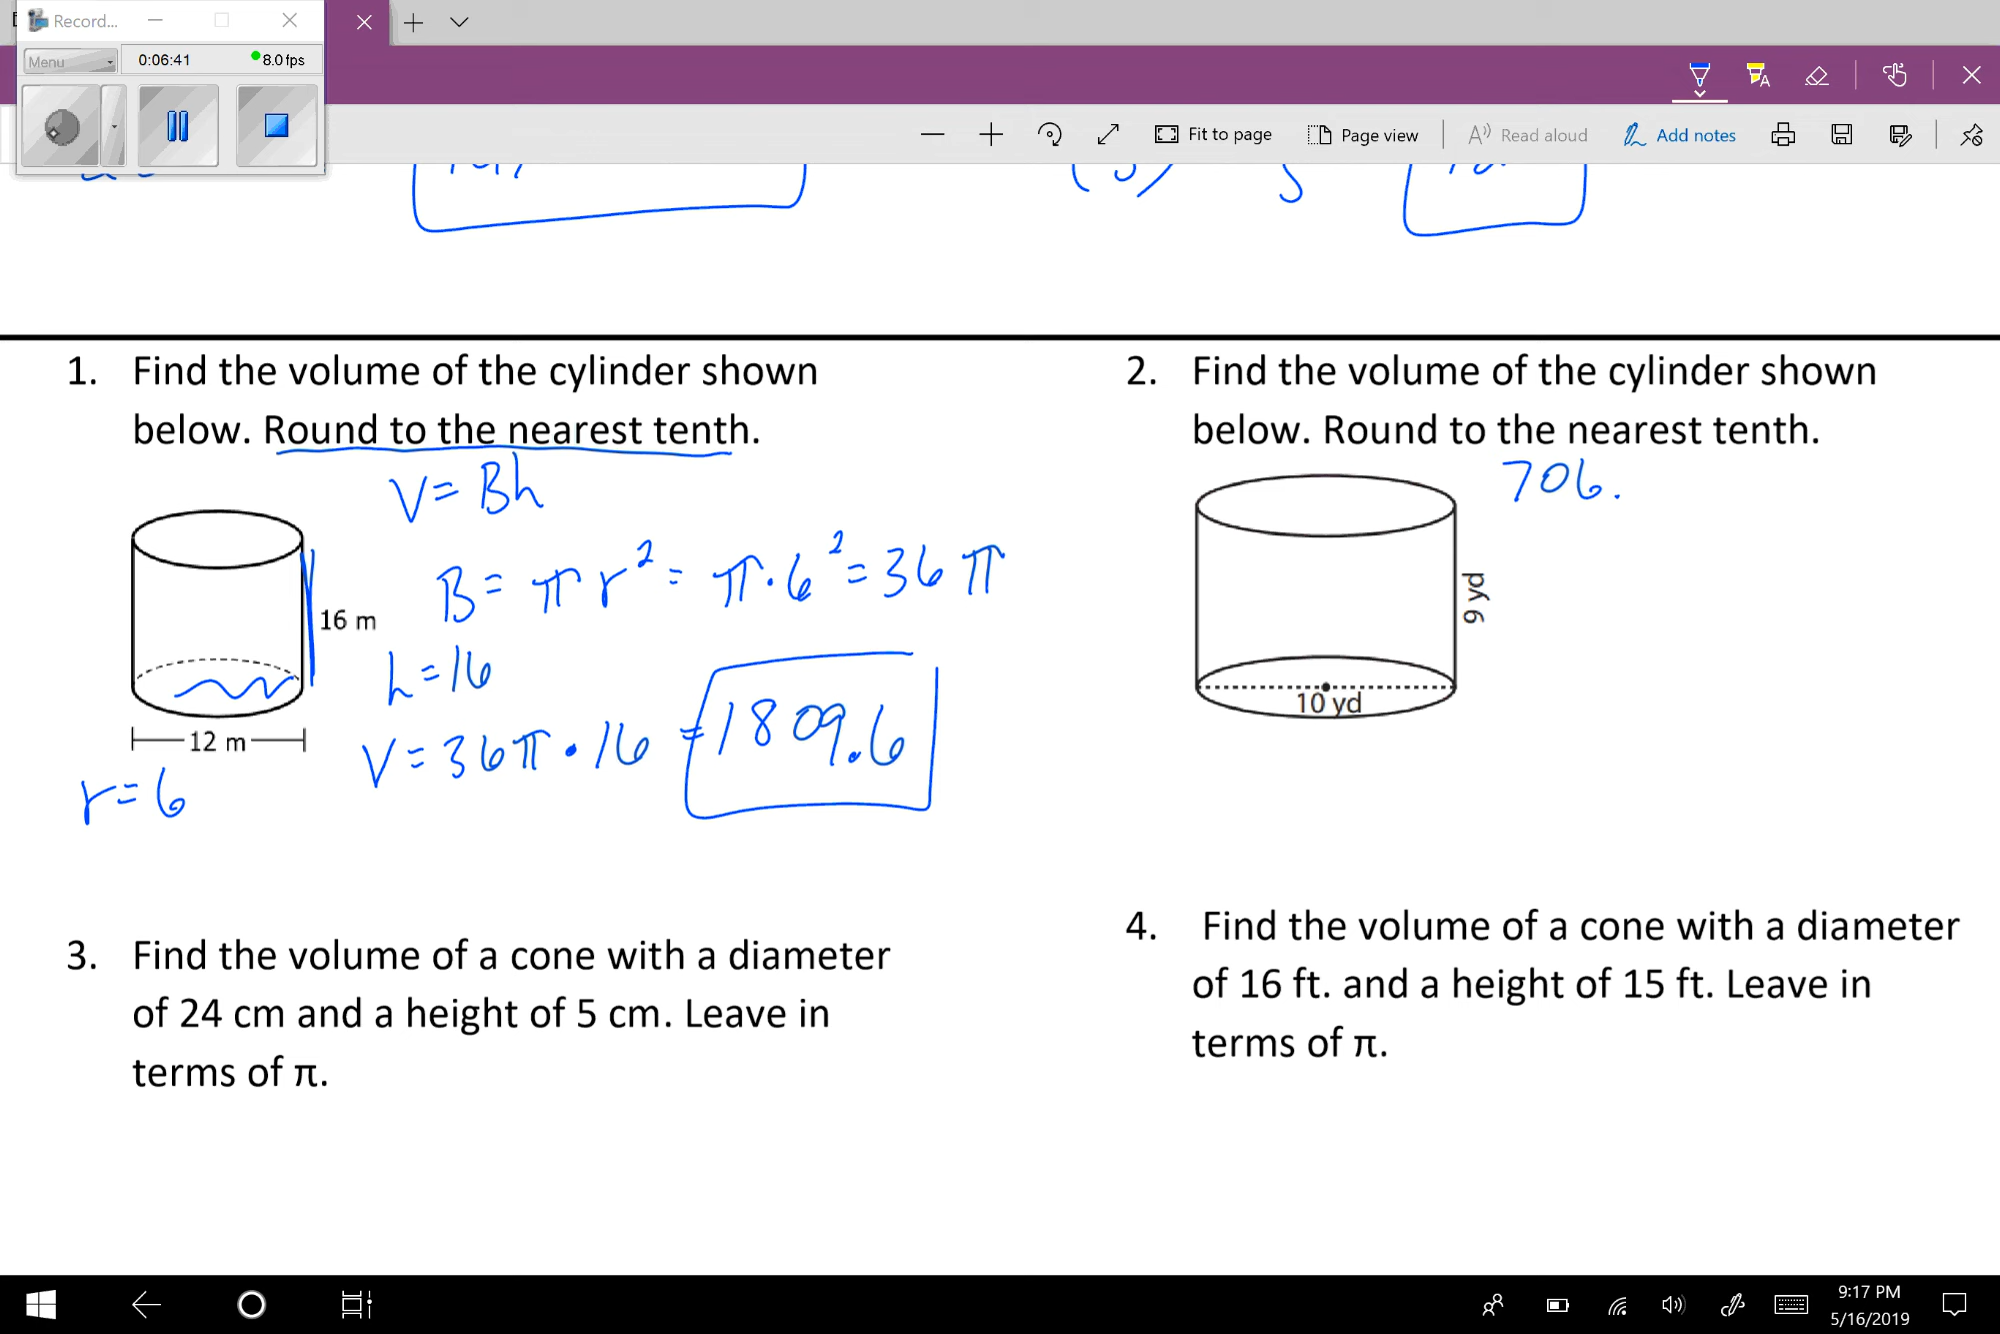 Record...
Menu 0:06:41 8.0 fps
Fit to page Page view Read aloud Add notes
1. Find the volume of the cylinder shown
below. Round to the nearest tenth.
V = Bh
B = πr² = π·6² = 36π
16 m
h = 16
12 m
V = 36π · 16 = 1809.6
r = 6
2. Find the volume of the cylinder shown
below. Round to the nearest tenth.
706.
9 yd
10 yd
3. Find the volume of a cone with a diameter
of 24 cm and a height of 5 cm. Leave in
terms of π.
4. Find the volume of a cone with a diameter
of 16 ft. and a height of 15 ft. Leave in
terms of π.
9:17 PM
5/16/2019